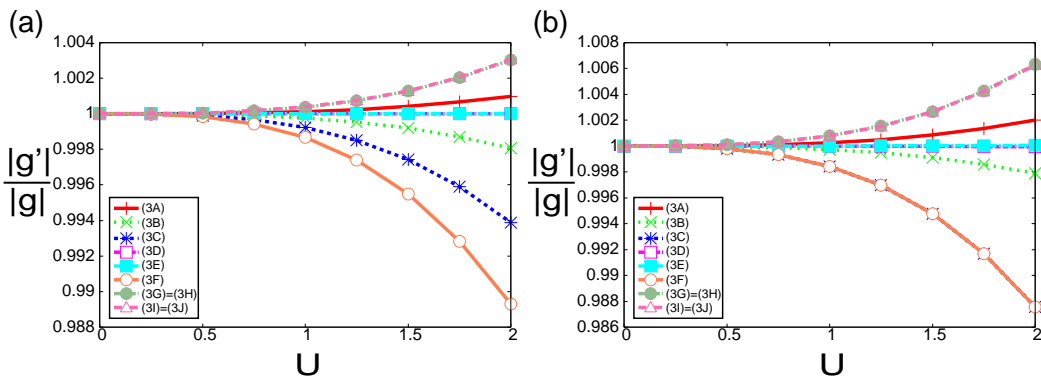 (a)
1.004
1.002
1
0.998
0.996
0.994
0.992
0.99
0.988
|g'|
|g|
(3A)
(3B)
(3C)
(3D)
(3E)
(3F)
(3G)=(3H)
(3I)=(3J)
0 0.5 1 1.5 2
U
(b)
1.008
1.006
1.004
1.002
1
0.998
0.996
0.994
0.992
0.99
0.988
0.986
|g'|
|g|
(3A)
(3B)
(3C)
(3D)
(3E)
(3F)
(3G)=(3H)
(3I)=(3J)
0 0.5 1 1.5 2
U